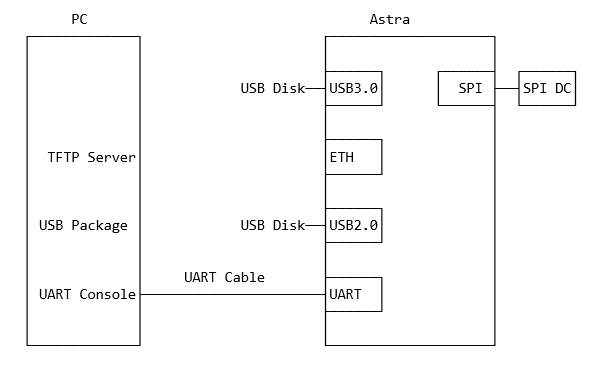 PC
Astra
USB Disk
USB3.0
SPI
SPI DC
TFTP Server
ETH
USB Package
USB Disk
USB2.0
UART Cable
UART Console
UART